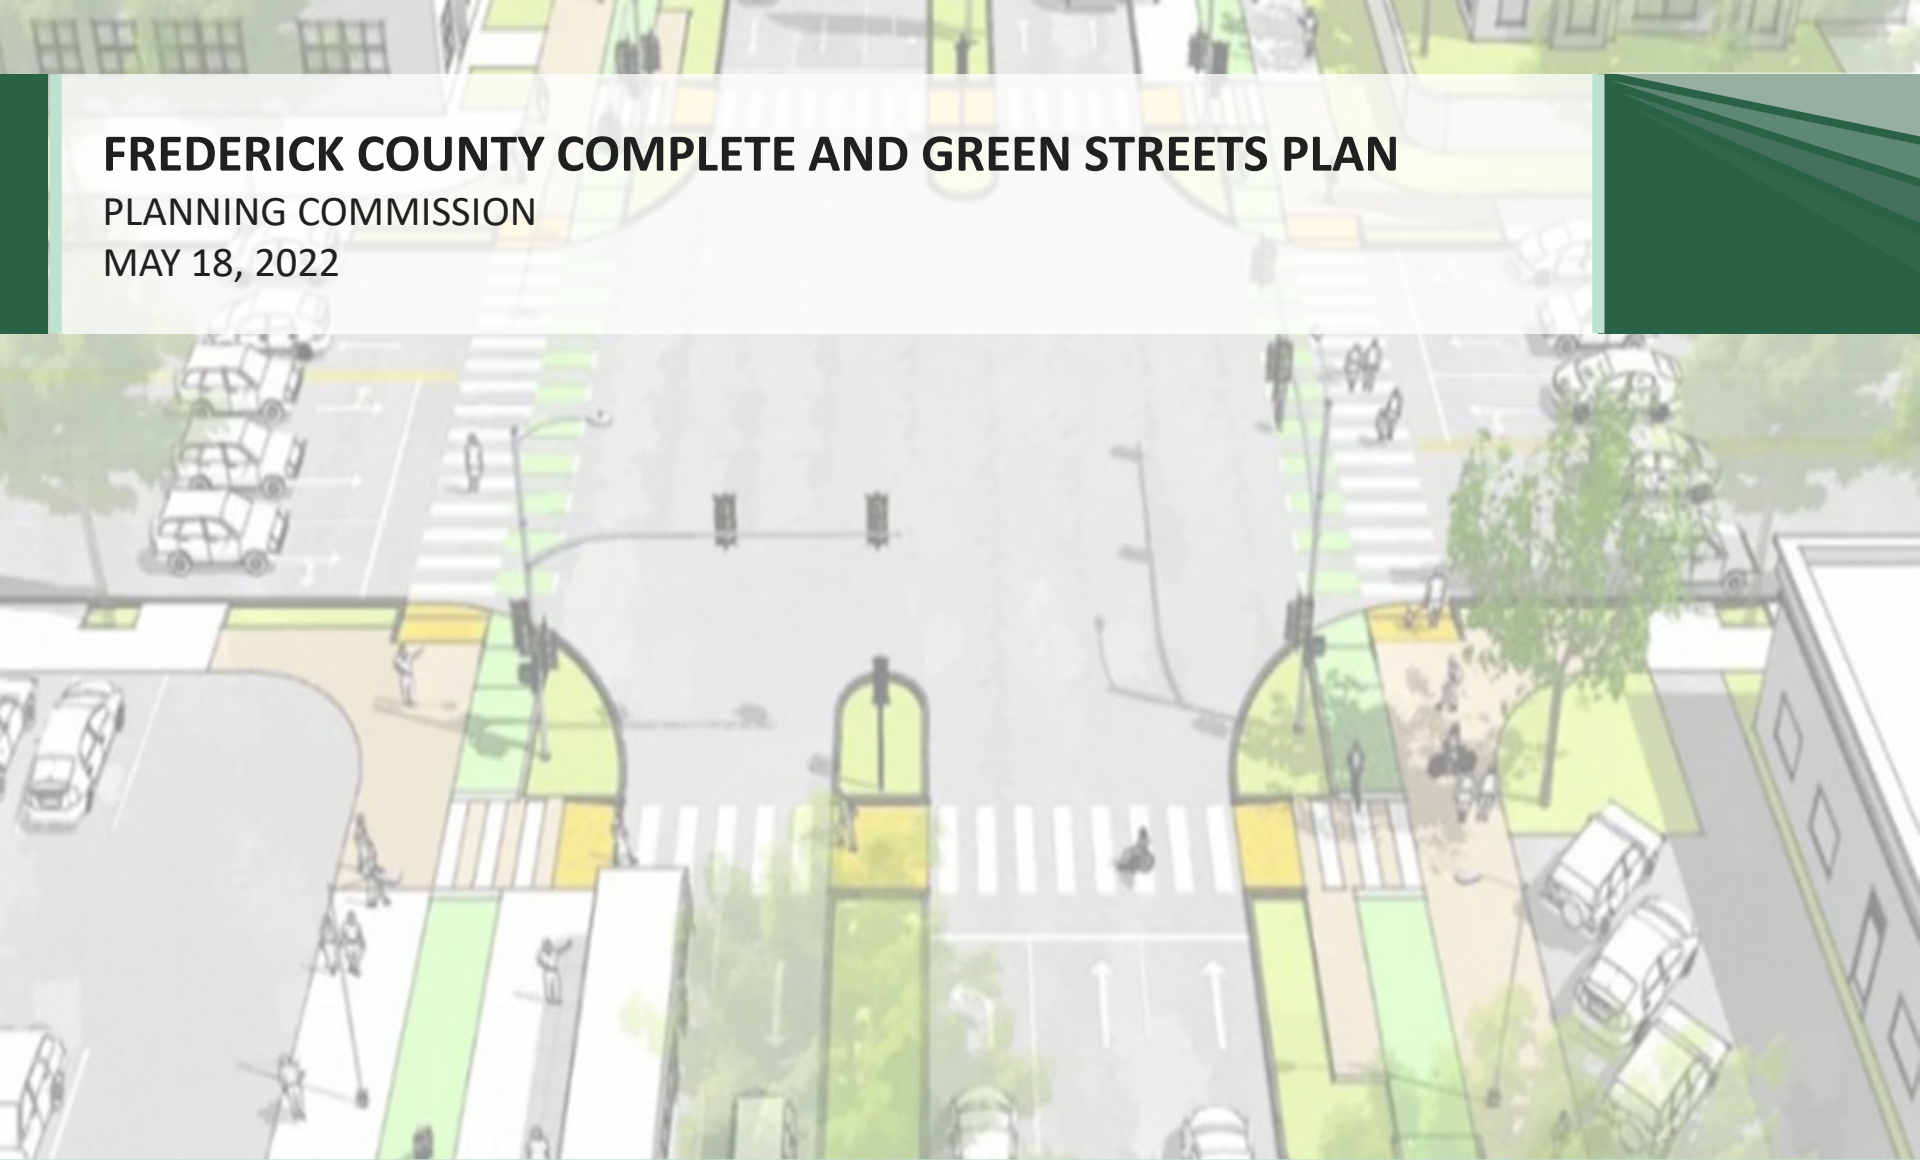 FREDERICK COUNTY COMPLETE AND GREEN STREETS PLAN
PLANNING COMMISSION
MAY 18, 2022